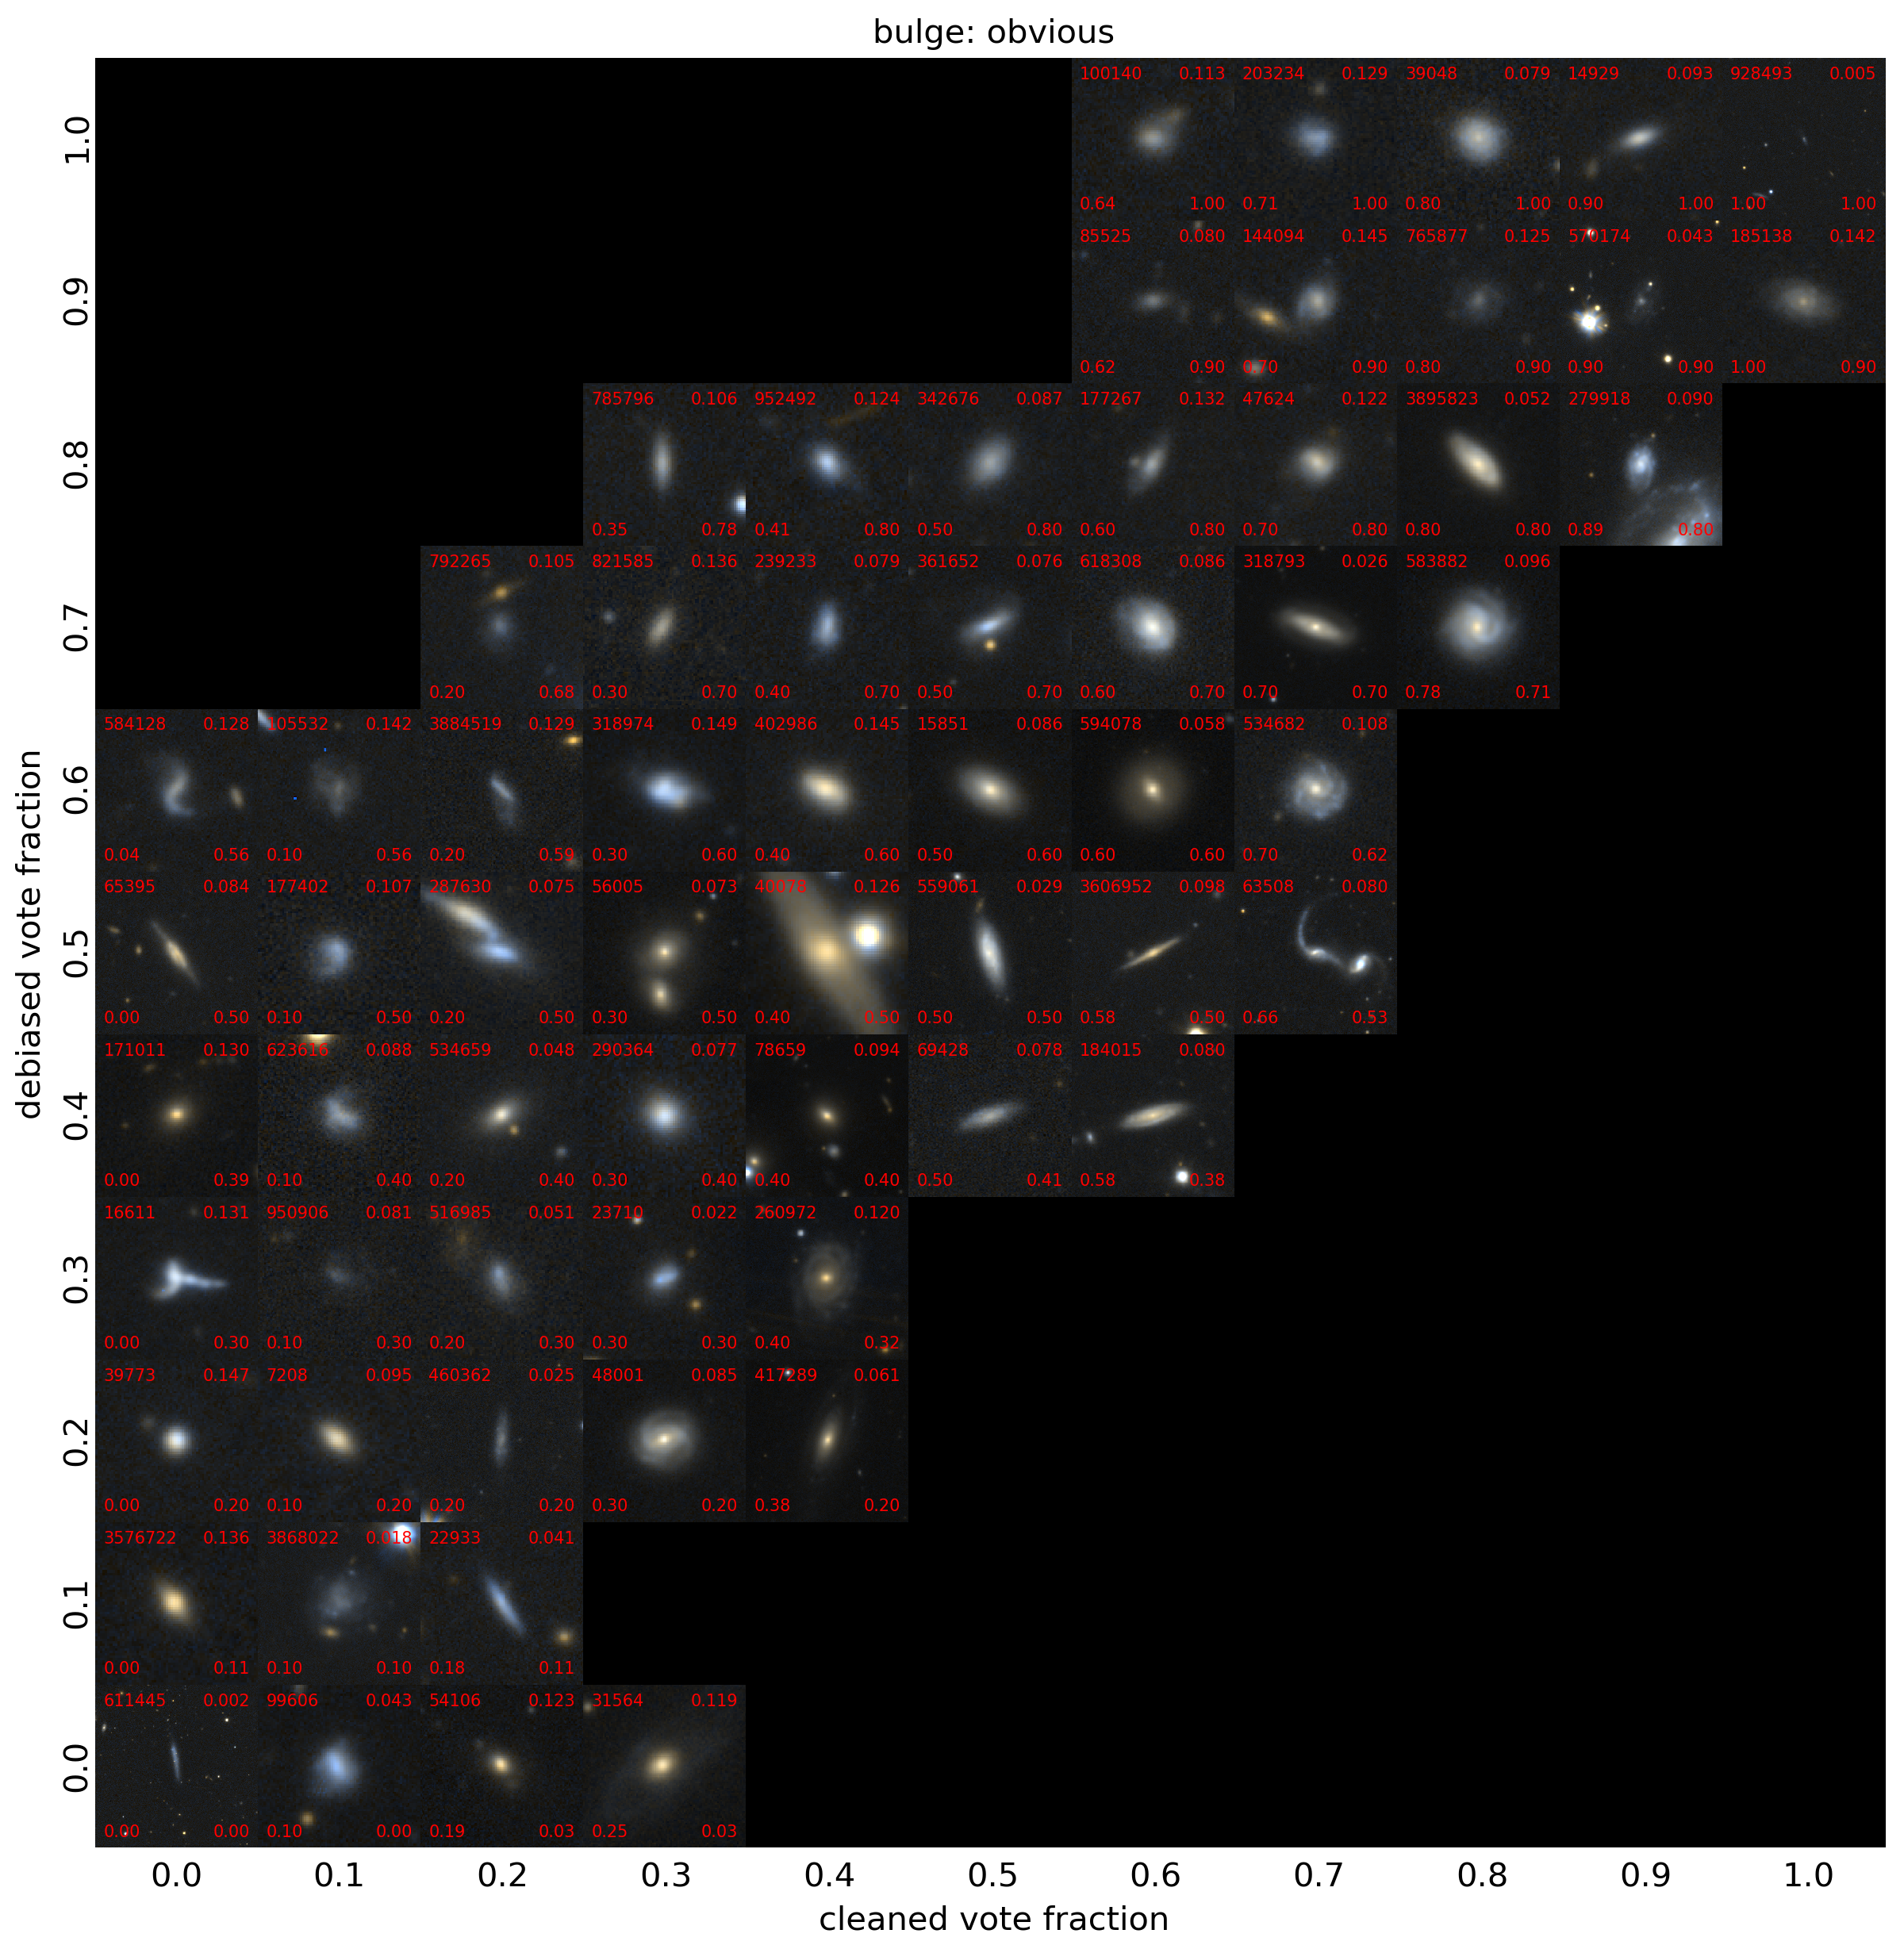 bulge: obvious
debiased vote fraction
1.0
100140 0.113 203234 0.129 39048 0.079 14929 0.093 928493 0.005
0.64 1.00 0.71 1.00 0.80 1.00 0.90 1.00 1.00 1.00
0.9
85525 0.080 144094 0.145 765877 0.125 570174 0.043 185138 0.142
0.62 0.90 0.70 0.90 0.80 0.90 0.90 0.90 1.00 0.90
0.8
785796 0.106 952492 0.124 342676 0.087 177267 0.132 47624 0.122 3895823 0.052 279918 0.090
0.35 0.78 0.41 0.80 0.50 0.80 0.60 0.80 0.70 0.80 0.80 0.80 0.89 0.80
0.7
792265 0.105 821585 0.136 239233 0.079 361652 0.076 618308 0.086 318793 0.026 583882 0.096
0.20 0.68 0.30 0.70 0.40 0.70 0.50 0.70 0.60 0.70 0.70 0.70 0.78 0.71
0.6
584128 0.128 105532 0.142 3884519 0.129 318974 0.149 402986 0.145 15851 0.086 594078 0.058 534682 0.108
0.04 0.56 0.10 0.56 0.20 0.59 0.30 0.60 0.40 0.60 0.50 0.60 0.60 0.60 0.70 0.62
0.5
65395 0.084 177402 0.107 287630 0.075 56005 0.073 40078 0.126 559061 0.029 3606952 0.098 63508 0.080
0.00 0.50 0.10 0.50 0.20 0.50 0.30 0.50 0.40 0.50 0.50 0.50 0.58 0.50 0.66 0.53
0.4
171011 0.130 623616 0.088 534659 0.048 290364 0.077 78659 0.094 69428 0.078 184015 0.080
0.00 0.39 0.10 0.40 0.20 0.40 0.30 0.40 0.40 0.40 0.50 0.41 0.58 0.38
0.3
16611 0.131 950906 0.081 516985 0.051 23710 0.022 260972 0.120
0.00 0.30 0.10 0.30 0.20 0.30 0.30 0.30 0.40 0.32
0.2
39773 0.147 7208 0.095 460362 0.025 48001 0.085 417289 0.061
0.00 0.20 0.10 0.20 0.20 0.20 0.30 0.20 0.38 0.20
0.1
3576722 0.136 3868022 0.018 22933 0.041
0.00 0.11 0.10 0.10 0.18 0.11
0.0
611445 0.002 99606 0.043 54106 0.123 31564 0.119
0.00 0.00 0.10 0.00 0.19 0.03 0.25 0.03
0.0 0.1 0.2 0.3 0.4 0.5 0.6 0.7 0.8 0.9 1.0
cleaned vote fraction